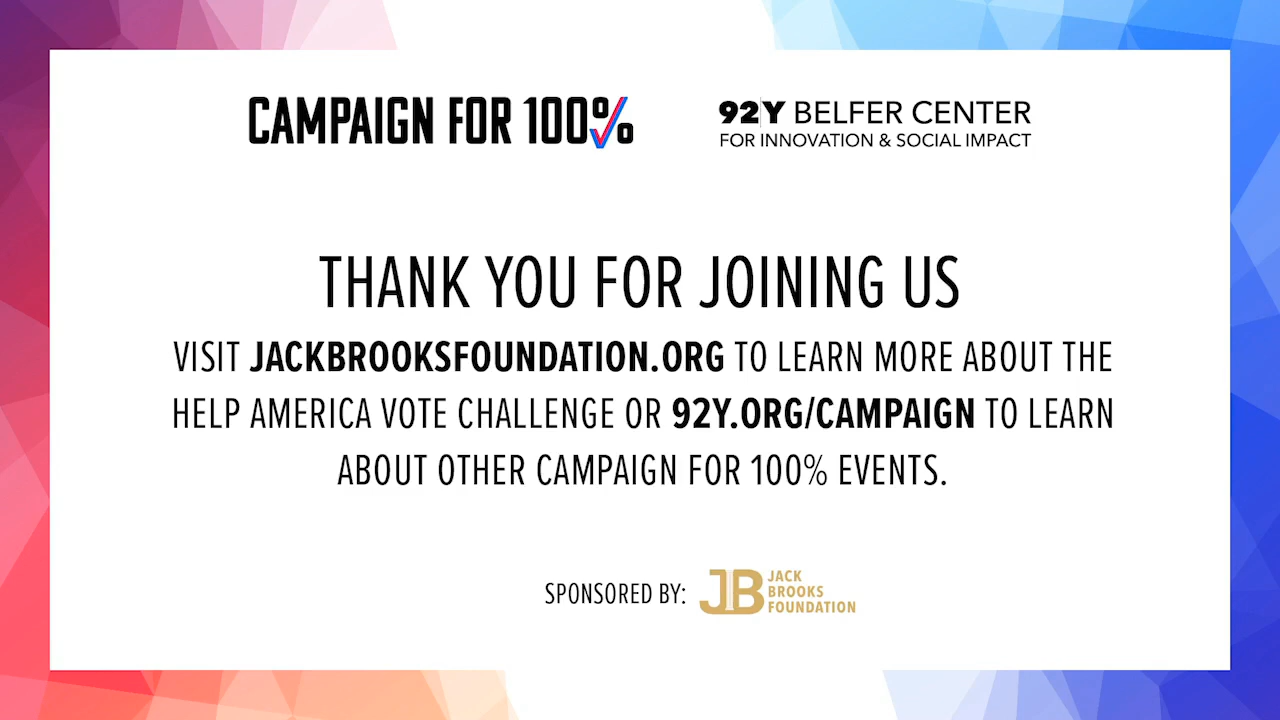 CAMPAIGN FOR 100%
92Y BELFER CENTER
FOR INNOVATION & SOCIAL IMPACT
THANK YOU FOR JOINING US
VISIT JACKBROOKSFOUNDATION.ORG TO LEARN MORE ABOUT THE
HELP AMERICA VOTE CHALLENGE OR 92Y.ORG/CAMPAIGN TO LEARN
ABOUT OTHER CAMPAIGN FOR 100% EVENTS.
SPONSORED BY:
JB
JACK
BROOKS
FOUNDATION